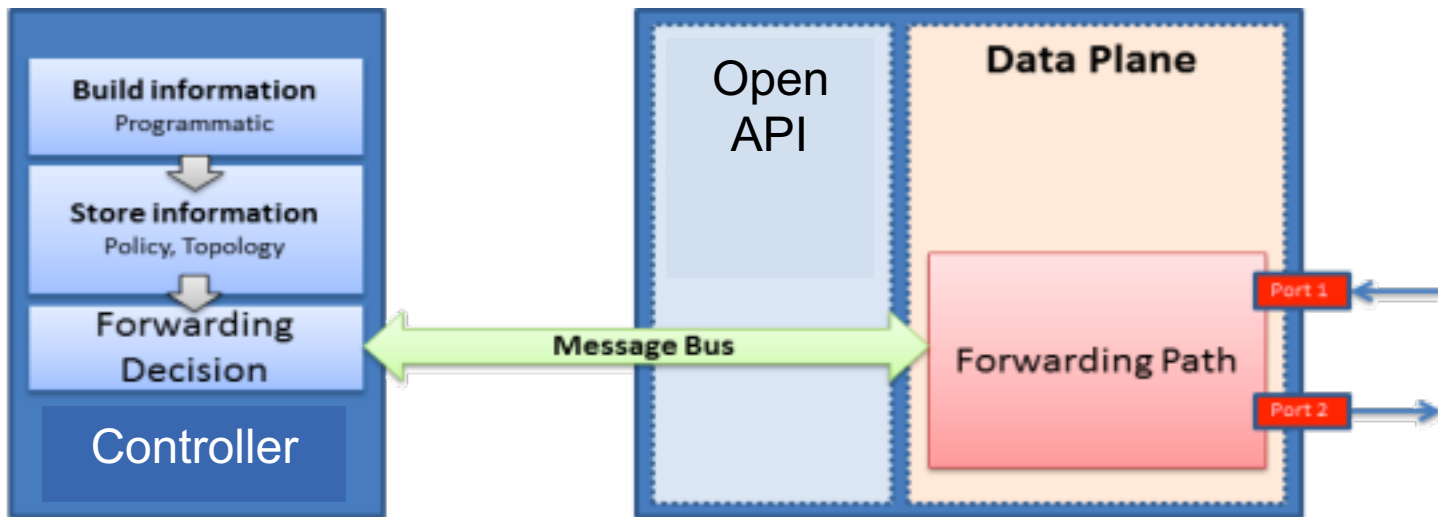 Build information
Programmatic
Store information
Policy, Topology
Forwarding
Decision
Controller
Message Bus
Open
API
Data Plane
Forwarding Path
Port 1
Port 2